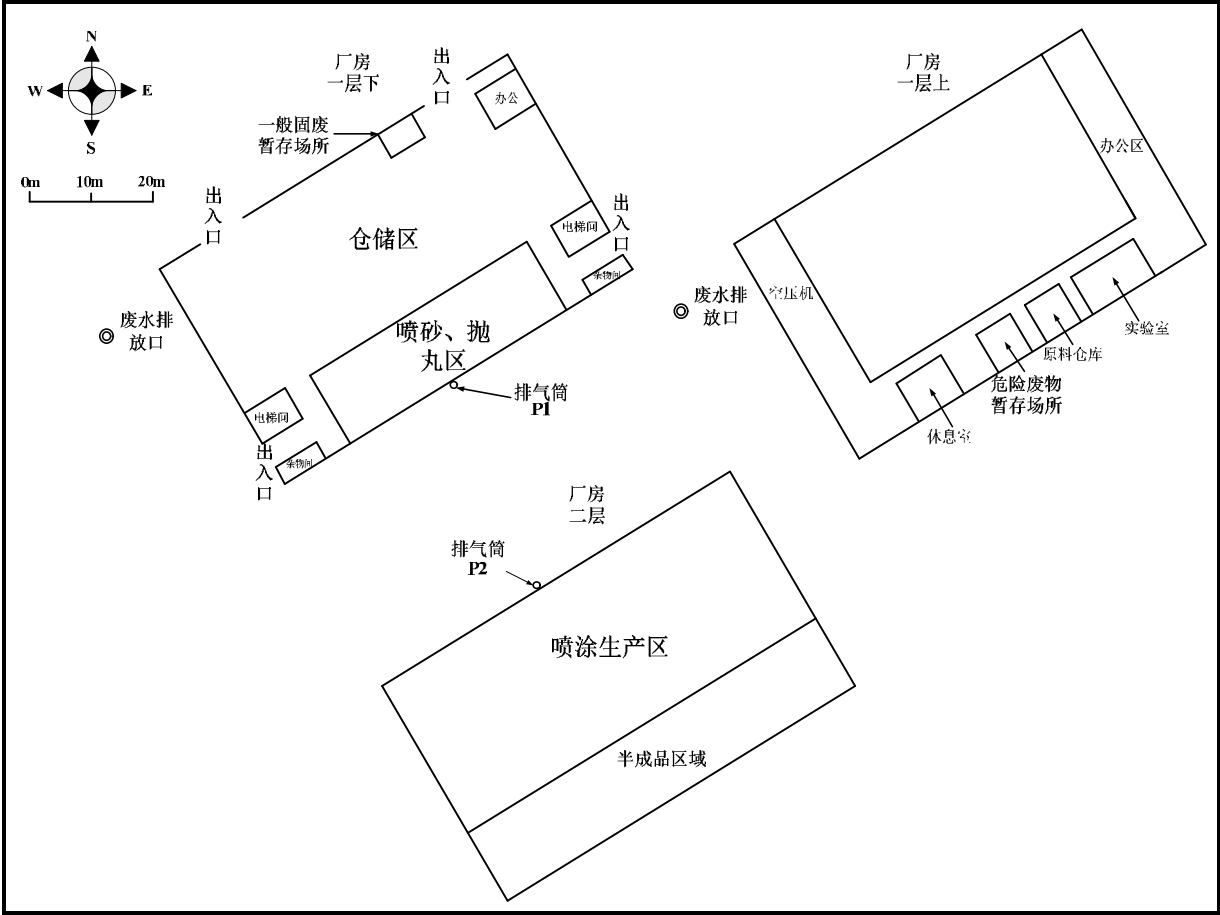 N
W
E
S
0m
10m
20m
厂房
一层下
出
入
口
办公
一般固废
暂存场所
出
入
口
仓储区
出
入
口
电梯间
杂物间
废水排
放口
喷砂、抛
丸区
排气筒
P1
电梯间
出
入
口
杂物间
厂房
一层上
办公区
空压机
废水排
放口
实验室
原料仓库
危险废物
暂存场所
休息室
厂房
二层
排气筒
P2
喷涂生产区
半成品区域